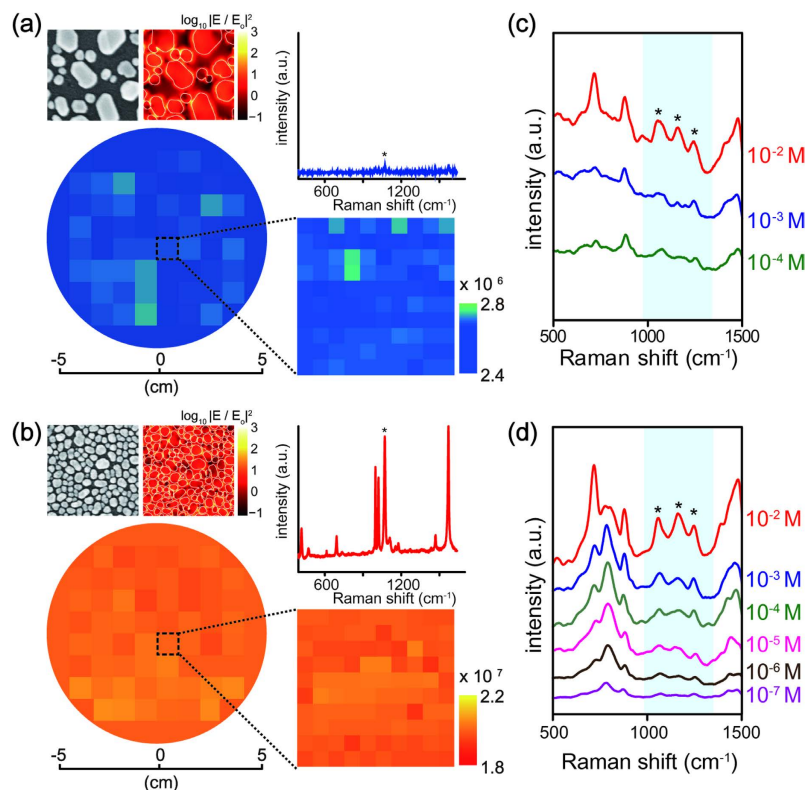 (a)
log₁₀ |E / Eₒ|²
3
2
1
0
−1
intensity (a.u.)
*
600
1200
Raman shift (cm⁻¹)
x 10⁶
2.8
2.4
-5
0
5
(cm)
(b)
log₁₀ |E / Eₒ|²
3
2
1
0
−1
intensity (a.u.)
*
600
1200
Raman shift (cm⁻¹)
x 10⁷
2.2
1.8
-5
0
5
(cm)
(c)
intensity (a.u.)
* * *
10⁻² M
10⁻³ M
10⁻⁴ M
500
1000
1500
Raman shift (cm⁻¹)
(d)
intensity (a.u.)
* * *
10⁻² M
10⁻³ M
10⁻⁴ M
10⁻⁵ M
10⁻⁶ M
10⁻⁷ M
500
1000
1500
Raman shift (cm⁻¹)